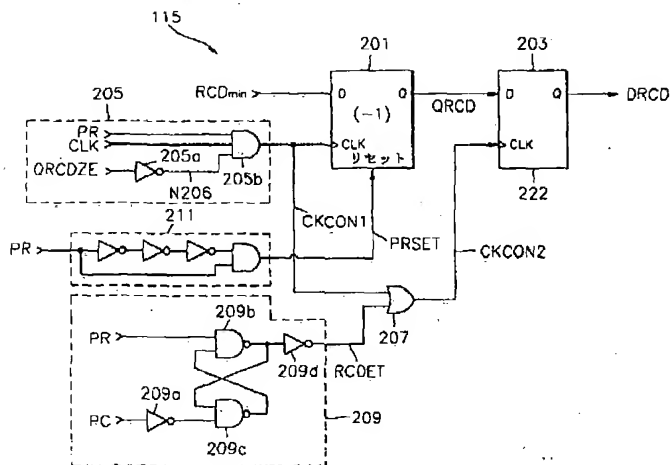 115
201
203
205
RCDmin
D
Q
QRCD
D
Q
DRCD
(-1)
PR
CLK
205a
QRCDZE
N206
205b
CLK
リセット
CLK
222
211
CKCON1
PRSET
CKCON2
PR
209b
PR
207
209d
RCDET
209a
RC
209c
209